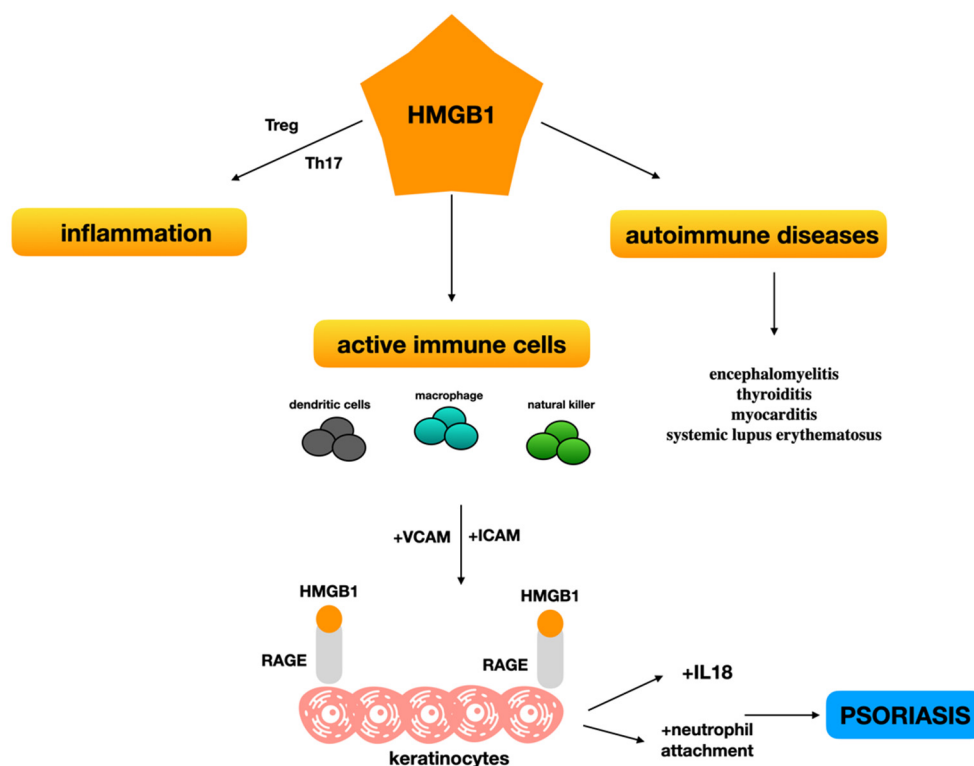 HMGB1
Treg
Th17
inflammation
autoimmune diseases
active immune cells
encephalomyelitis
thyroiditis
myocarditis
systemic lupus erythematosus
dendritic cells
macrophage
natural killer
+VCAM
+ICAM
HMGB1
HMGB1
RAGE
RAGE
+IL18
+neutrophil
attachment
PSORIASIS
keratinocytes